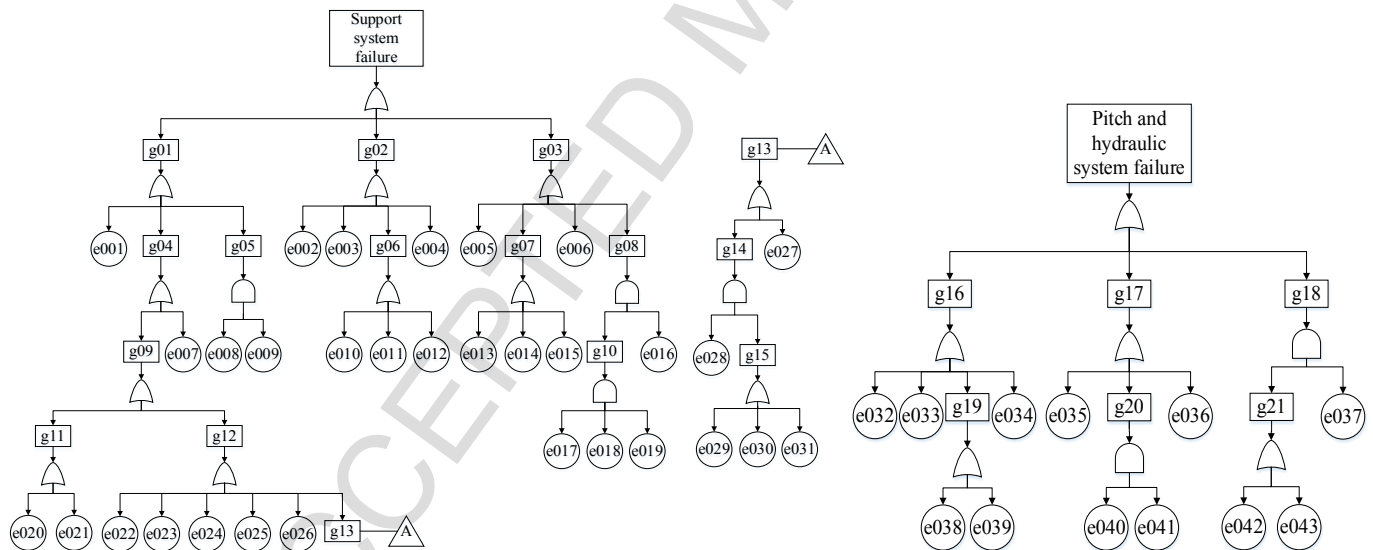 Support
system
failure
g01
g02
g03
e001
g04
g05
e002
e003
g06
e004
e005
g07
e006
g08
g09
e007
e008
e009
e010
e011
e012
e013
e014
e015
g10
e016
g11
g12
e017
e018
e019
e020
e021
e022
e023
e024
e025
e026
g13
A
g13
A
g14
e027
e028
g15
e029
e030
e031
Pitch and
hydraulic
system failure
g16
g17
g18
e032
e033
g19
e034
e035
g20
e036
g21
e037
e038
e039
e040
e041
e042
e043
CCEPTED M